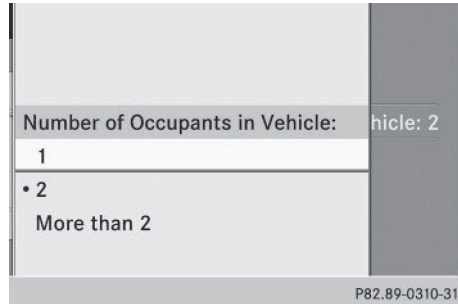 Number of Occupants in Vehicle: hicle: 2
1
• 2
More than 2
P82.89-0310-31